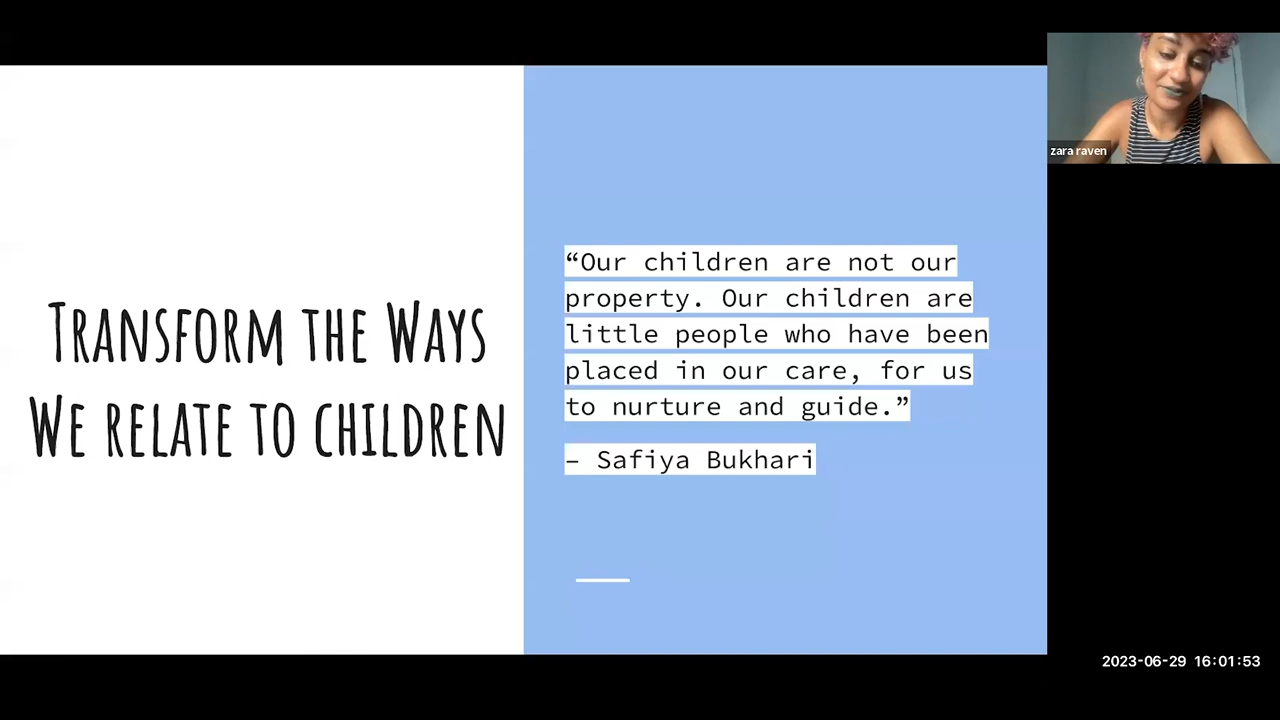 Transform the Ways
We relate to children
“Our children are not our
property. Our children are
little people who have been
placed in our care, for us
to nurture and guide.”
– Safiya Bukhari
zara raven
2023-06-29 16:01:53